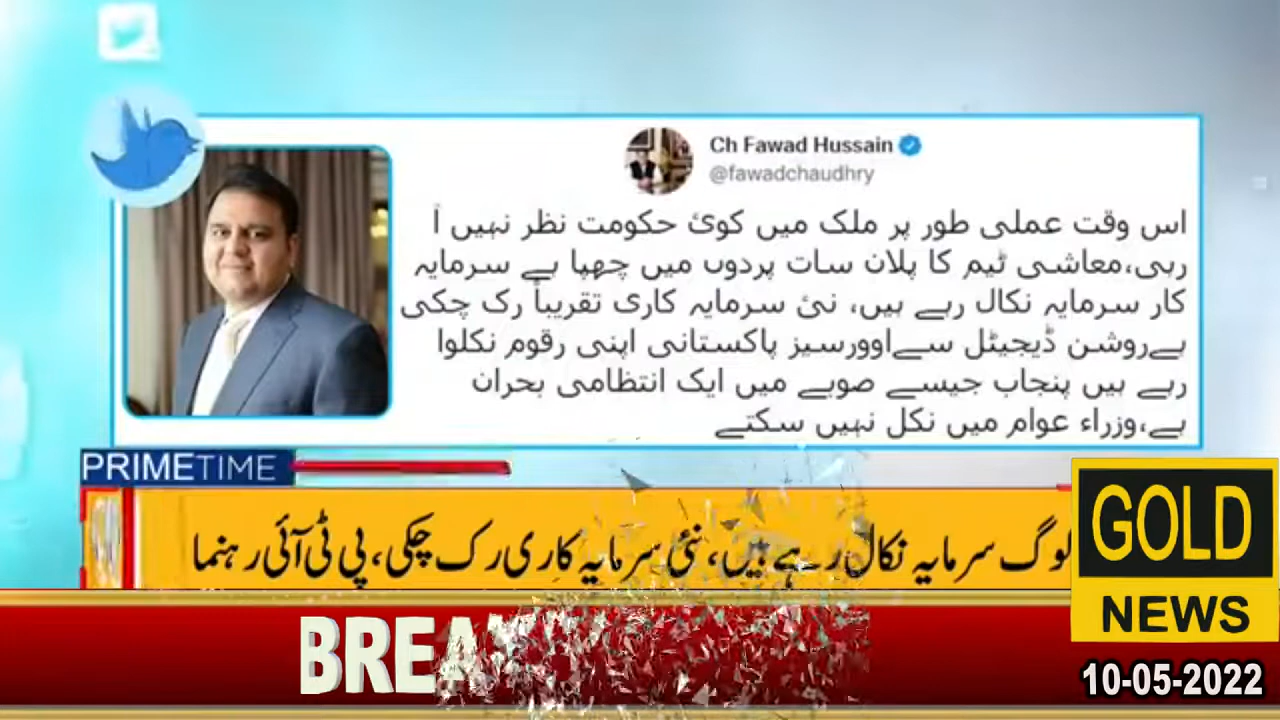 Ch Fawad Hussain
@fawadchaudhry
اس وقت عملی طور پر ملک میں کوئ حکومت نظر نہیں آ
رہی،معاشی ٹیم کا پلان سات پردوں میں چھپا ہے سرمایہ
کار سرمایہ نکال رہے ہیں، نئ سرمایہ کاری تقریباً رک چکی
ہےروشن ڈیجیٹل سےاوورسیز پاکستانی اپنی رقوم نکلوا
رہے ہیں پنجاب جیسے صوبے میں ایک انتظامی بحران
ہے،وزراء عوام میں نکل نہیں سکتے
PRIMETIME
لوگ سرمایہ نکال رہے ہیں، نئی سرمایہ کاری رک چکی، پی ٹی آئی رہنما
GOLD
NEWS
BREA
10-05-2022